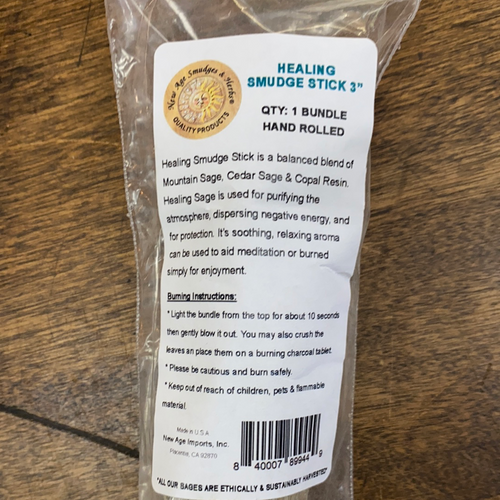 New Age Smudges & Herbs®
QUALITY PRODUCTS
HEALING
SMUDGE STICK 3"
QTY: 1 BUNDLE
HAND ROLLED
Healing Smudge Stick is a balanced blend of
Mountain Sage, Cedar Sage & Copal Resin.
Healing Sage is used for purifying the
atmosphere, dispersing negative energy, and
for protection. It's soothing, relaxing aroma
can be used to aid meditation or burned
simply for enjoyment.
Burning Instructions:
* Light the bundle from the top for about 10 seconds
then gently blow it out. You may also crush the
leaves an place them on a burning charcoal tablet.
* Please be cautious and burn safely.
* Keep out of reach of children, pets & flammable
material.
Made in U.S.A
New Age Imports, Inc.
Placentia, CA 92870
8 40007 89944 9
*ALL OUR SAGES ARE ETHICALLY & SUSTAINABLY HARVESTED*